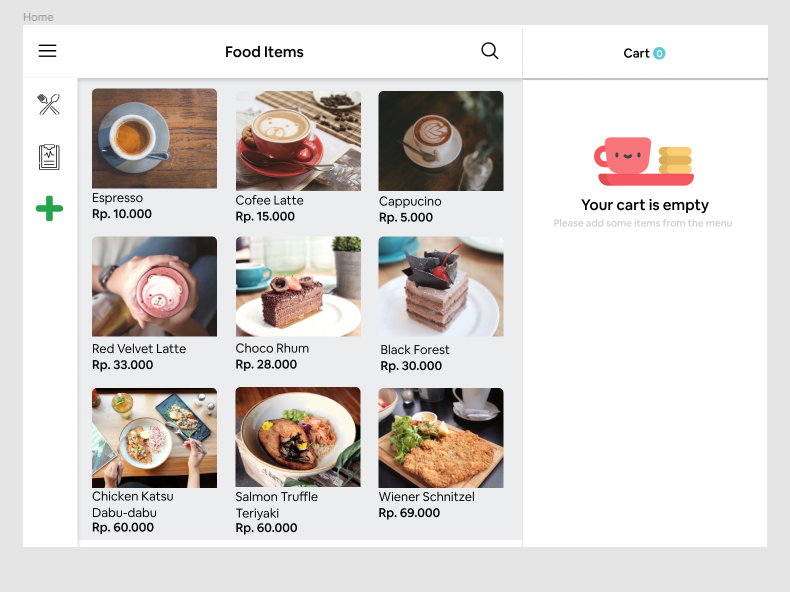 Home
Food Items
Cart 0
Espresso
Rp. 10.000
Cofee Latte
Rp. 15.000
Cappucino
Rp. 5.000
Red Velvet Latte
Rp. 33.000
Choco Rhum
Rp. 28.000
Black Forest
Rp. 30.000
Chicken Katsu
Dabu-dabu
Rp. 60.000
Salmon Truffle
Teriyaki
Rp. 60.000
Wiener Schnitzel
Rp. 69.000
Your cart is empty
Please add some items from the menu